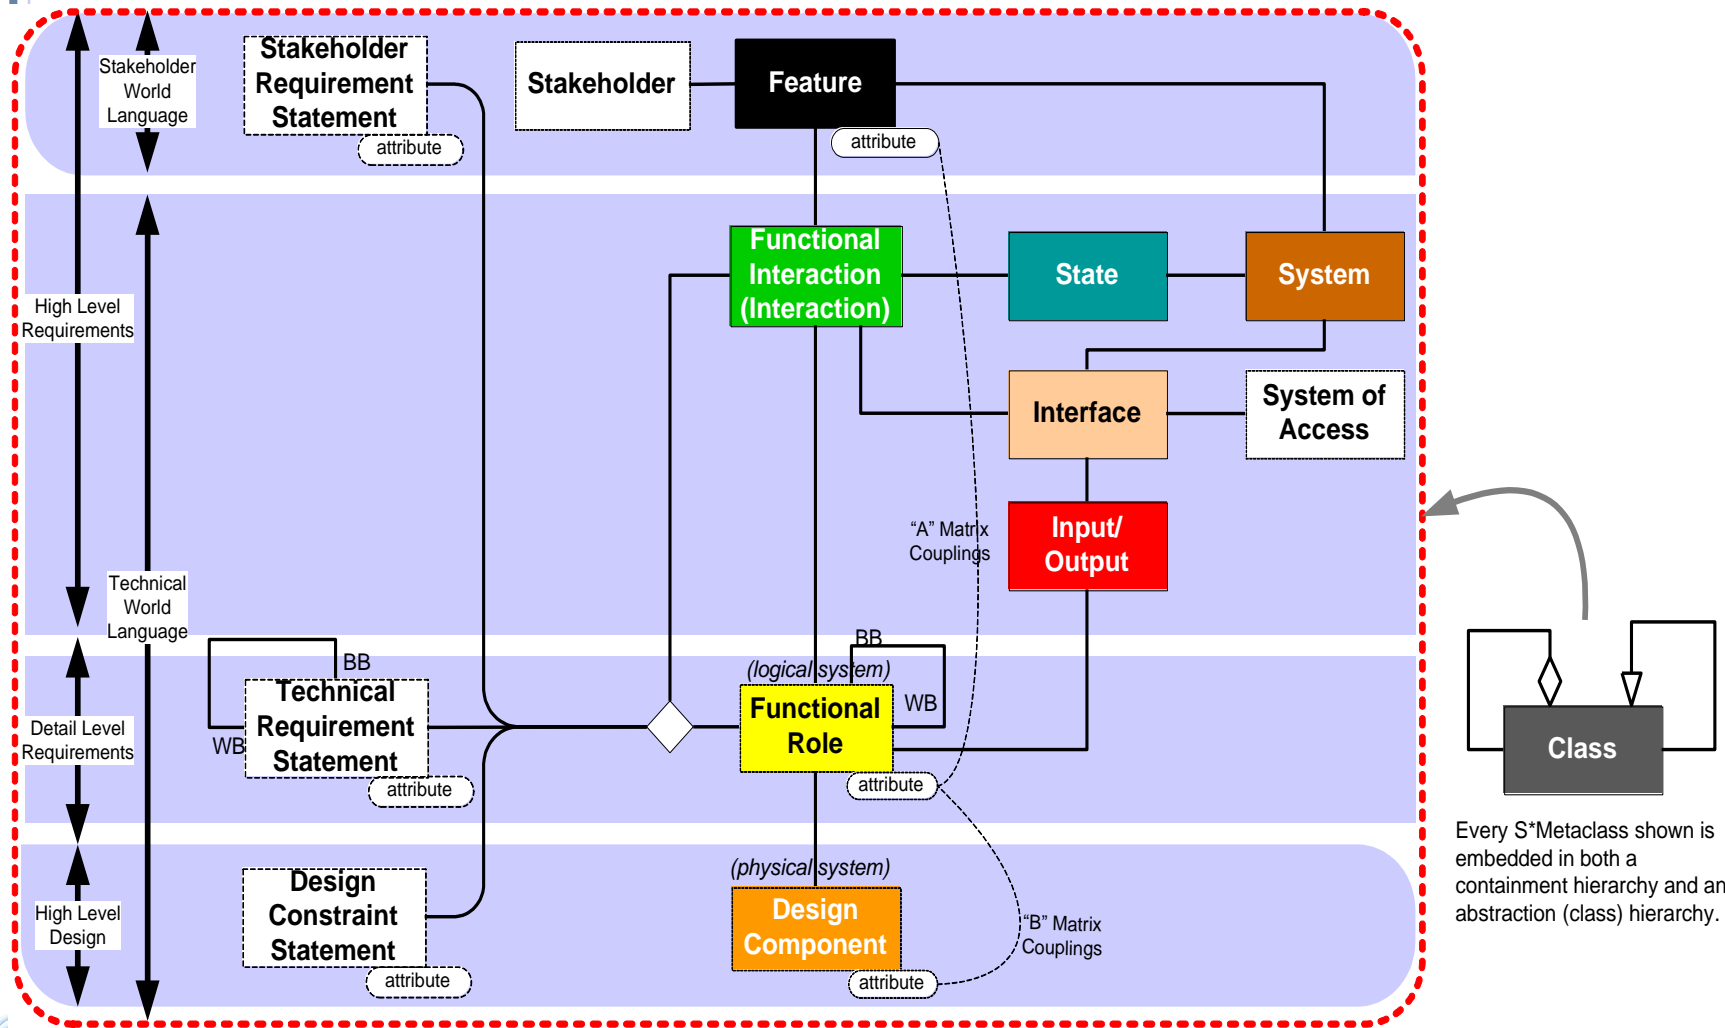 Stakeholder
World
Language
Stakeholder
Requirement
Statement
attribute
Stakeholder
Feature
attribute
High Level
Requirements
Functional
Interaction
(Interaction)
State
System
Interface
System of
Access
"A" Matrix
Couplings
Input/
Output
Technical
World
Language
BB
WB
Technical
Requirement
Statement
attribute
(logical system)
BB
WB
Functional
Role
attribute
Detail Level
Requirements
High Level
Design
Design
Constraint
Statement
attribute
(physical system)
Design
Component
attribute
"B" Matrix
Couplings
Class
Every S*Metaclass shown is
embedded in both a
containment hierarchy and an
abstraction (class) hierarchy.